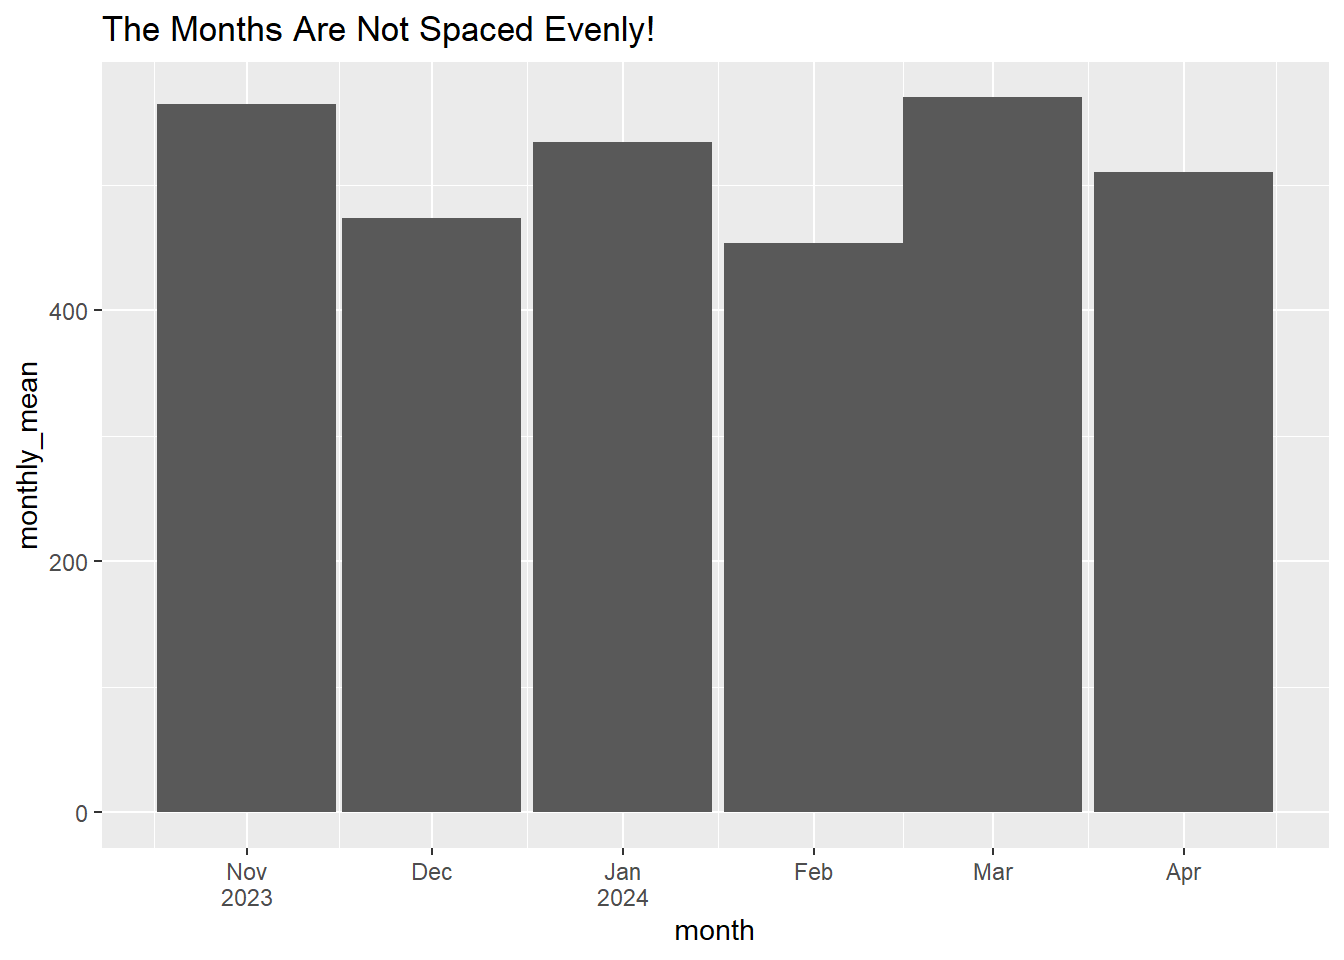 The Months Are Not Spaced Evenly!
monthly_mean
400
200
0
Nov Dec Jan Feb Mar Apr
2023 2024
month